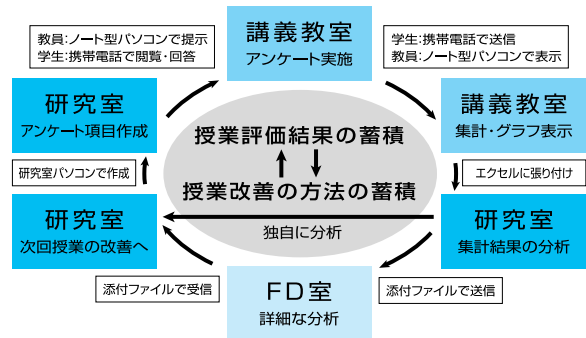 教員:ノート型パソコンで提示
学生:携帯電話で閲覧・回答
講義教室
アンケート実施
学生:携帯電話で送信
教員:ノート型パソコンで表示
研究室
アンケート項目作成
講義教室
集計・グラフ表示
授業評価結果の蓄積
授業改善の方法の蓄積
研究室パソコンで作成
エクセルに張り付け
研究室
次回授業の改善へ
独自に分析
研究室
集計結果の分析
添付ファイルで受信
FD室
詳細な分析
添付ファイルで送信